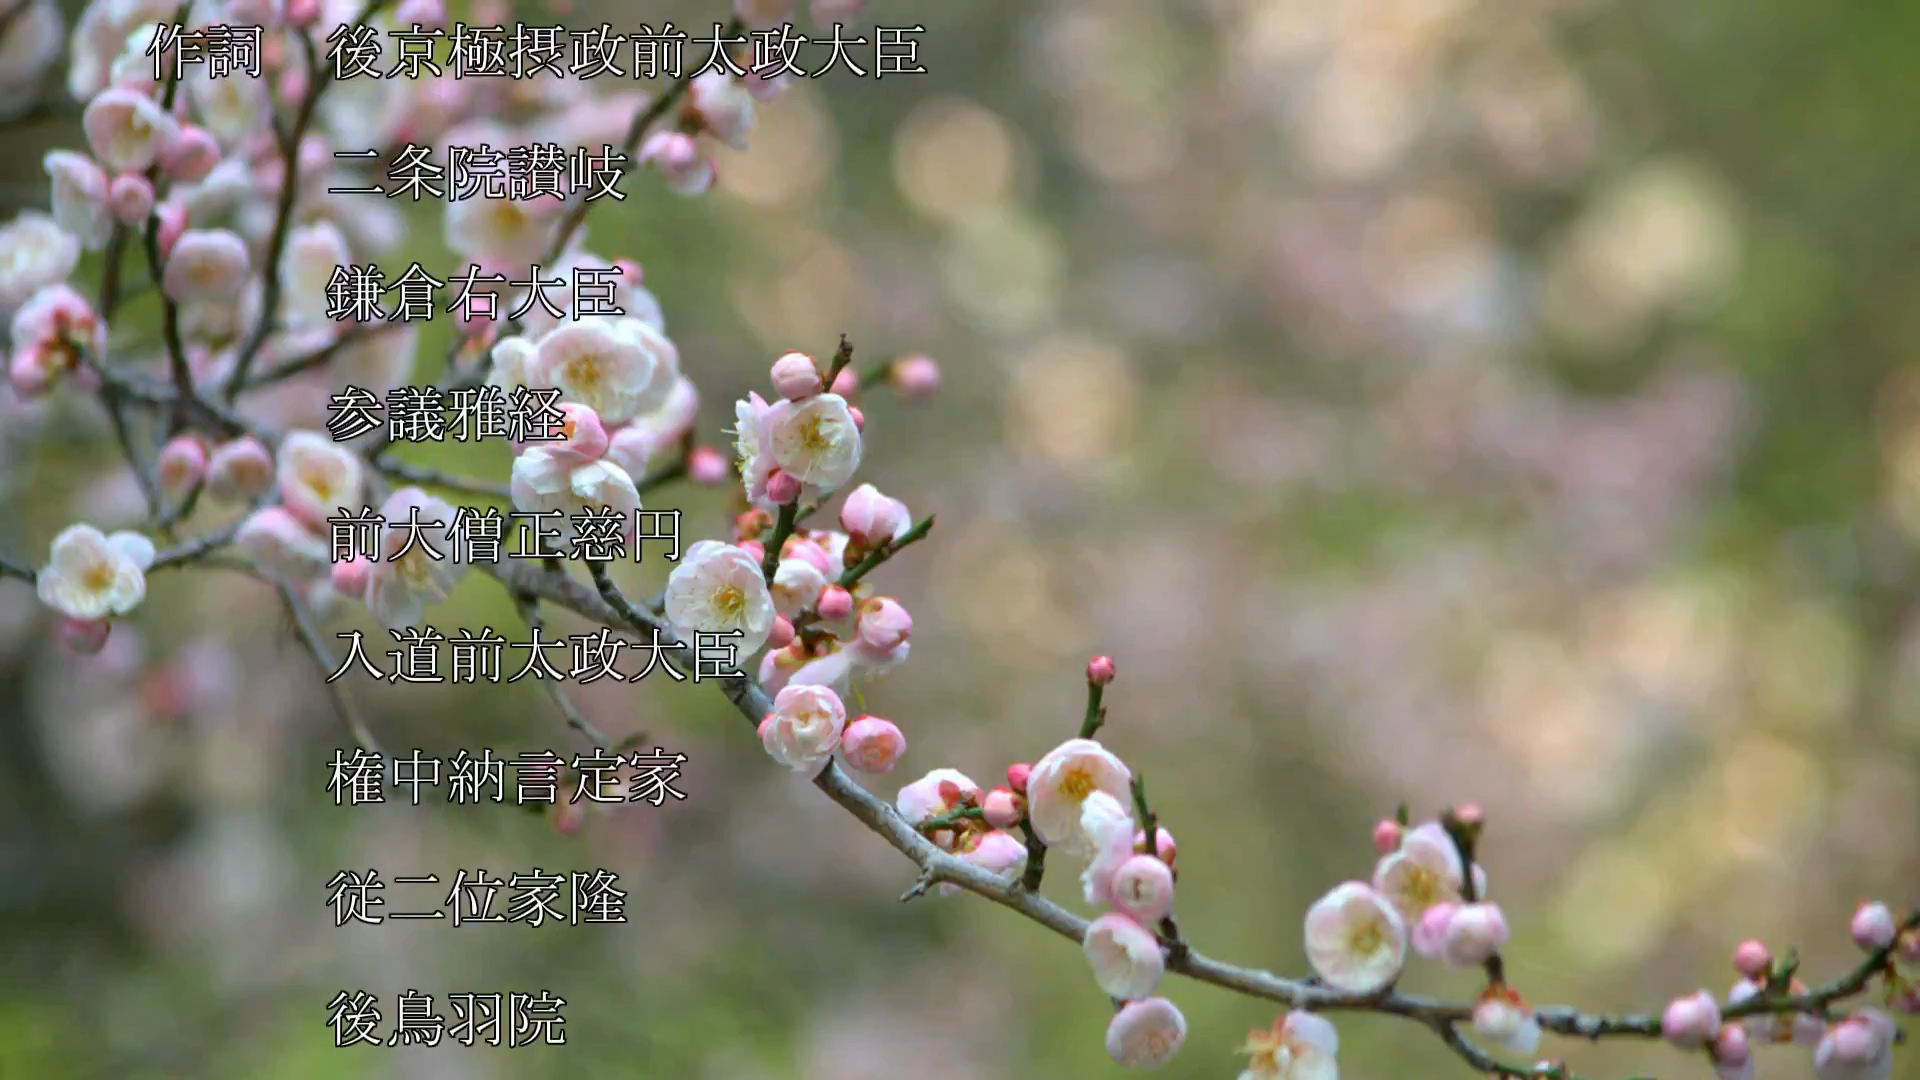 作詞　後京極摂政前太政大臣
二条院讃岐
鎌倉右大臣
参議雅経
前大僧正慈円
入道前太政大臣
権中納言定家
従二位家隆
後鳥羽院